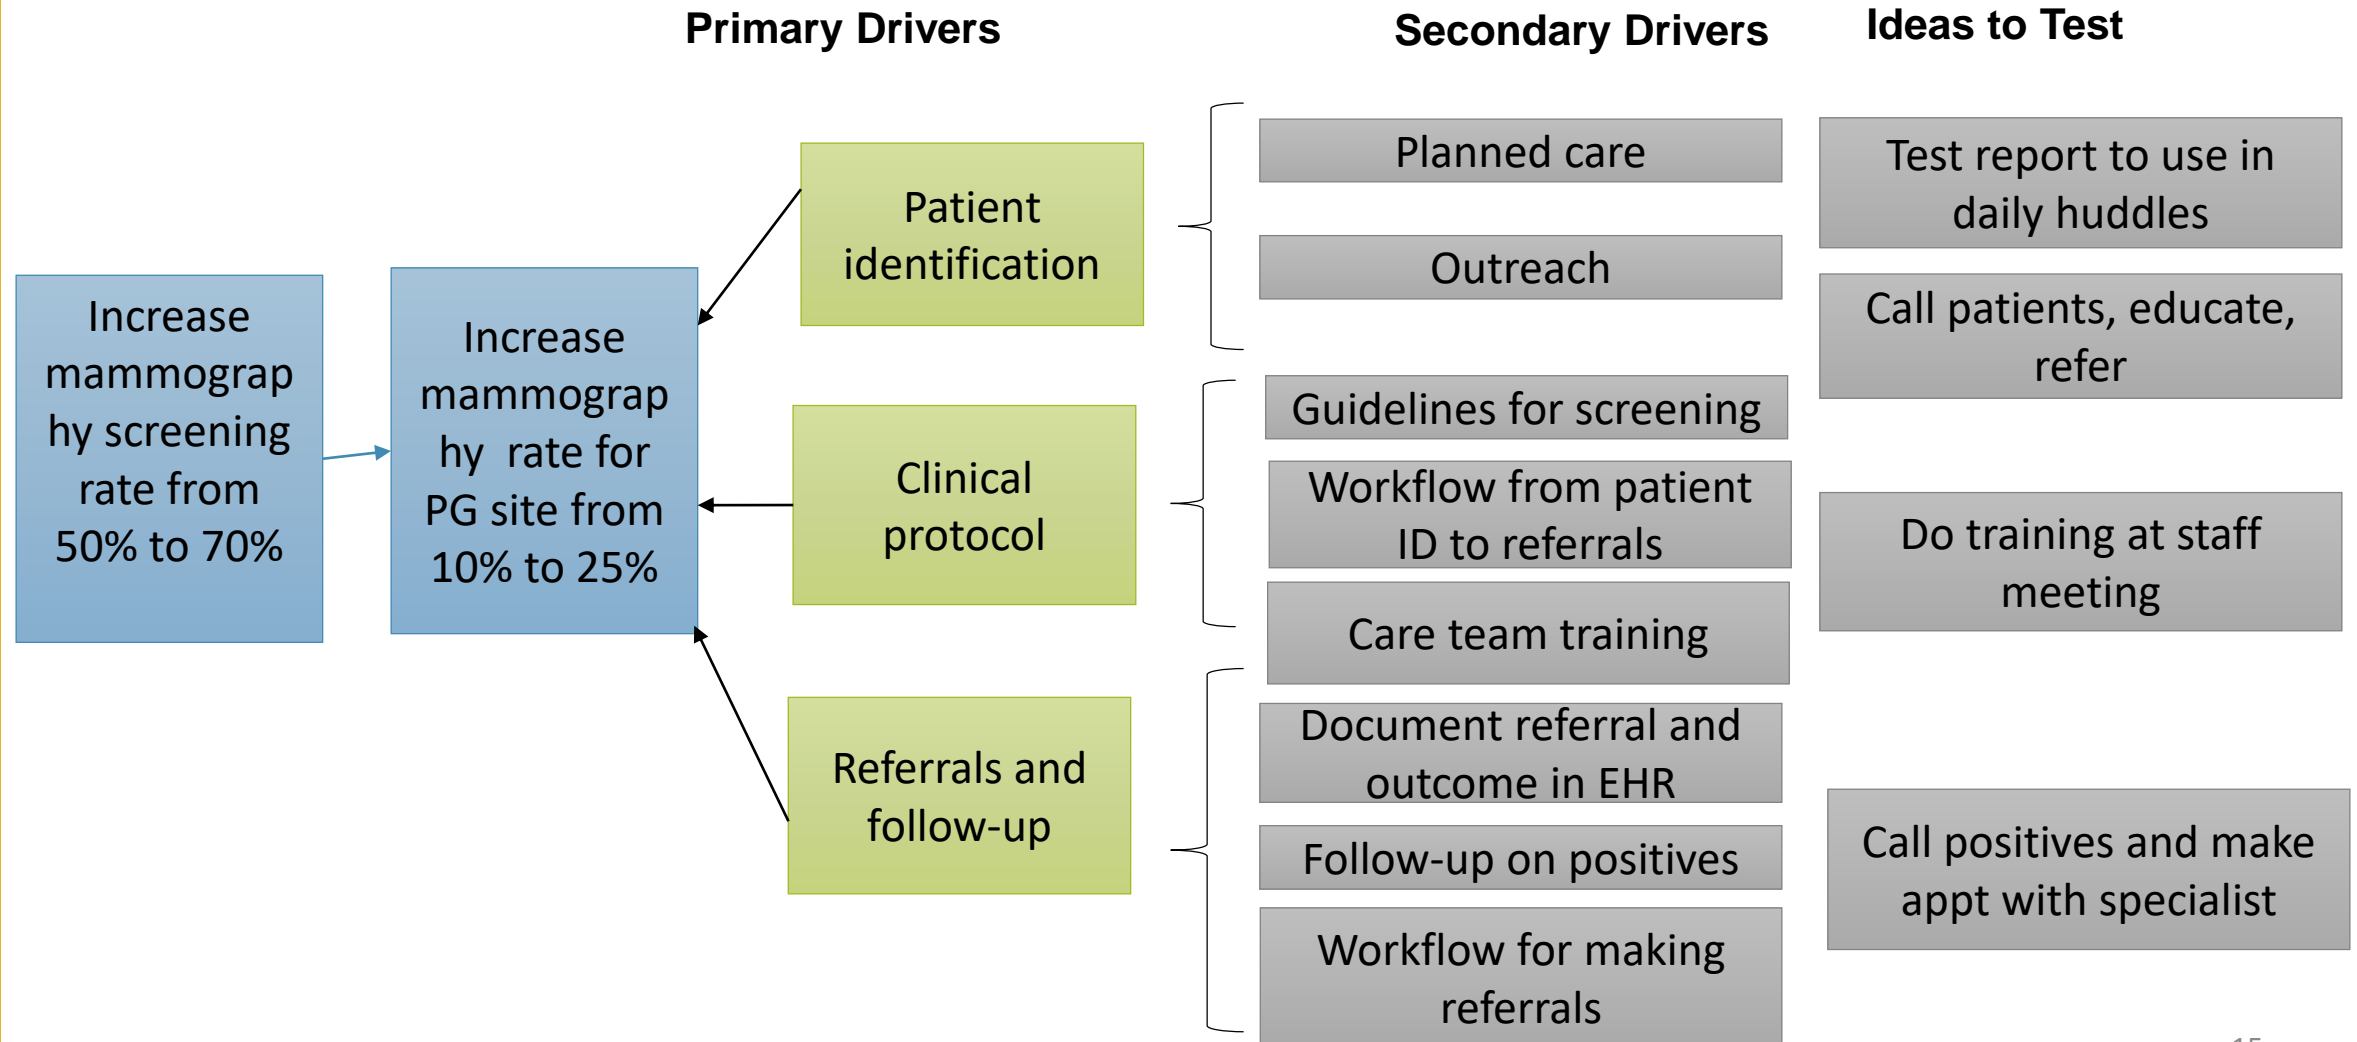 Primary Drivers
Secondary Drivers
Ideas to Test
Increase
mammograp
hy screening
rate from
50% to 70%
Increase
mammograp
hy rate for
PG site from
10% to 25%
Patient
identification
Clinical
protocol
Referrals and
follow-up
Planned care
Outreach
Guidelines for screening
Workflow from patient
ID to referrals
Care team training
Document referral and
outcome in EHR
Follow-up on positives
Workflow for making
referrals
Test report to use in
daily huddles
Call patients, educate,
refer
Do training at staff
meeting
Call positives and make
appt with specialist
15